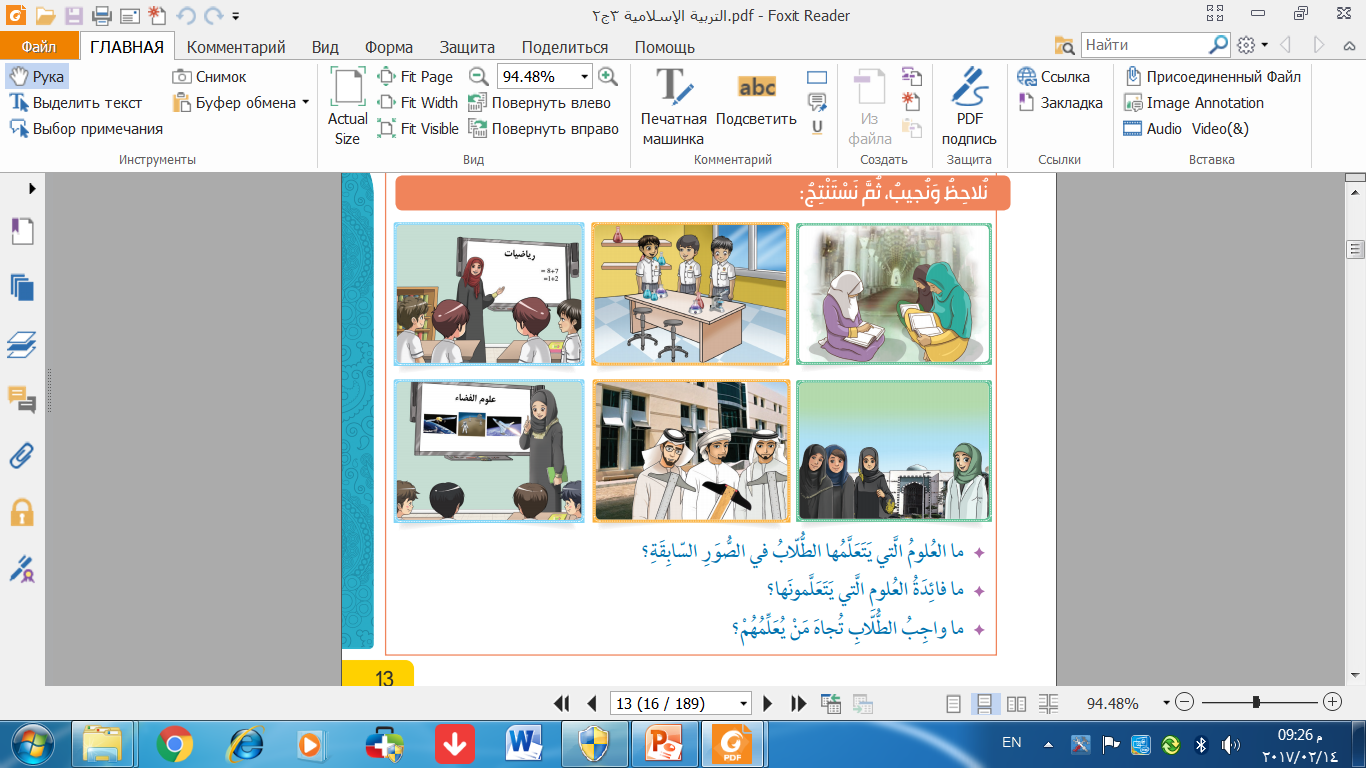 التربية الإسلامية ٣ج٢.pdf - Foxit Reader
Файл ГЛАВНАЯ Комментарий Вид Форма Защита Поделиться Помощь
Найти
Рука
Выделить текст
Выбор примечания
Снимок
Буфер обмена
Инструменты
Actual Size
Fit Page
Fit Width
Fit Visible
94.48%
Повернуть влево
Повернуть вправо
Вид
Печатная машинка
abc
Подсветить
U
Комментарий
Из файла
Создать
PDF подпись
Защита
Ссылка
Закладка
Ссылки
Присоединенный Файл
Image Annotation
Audio Video(&)
Вставка
نُلاحِظُ وَنُجيبُ، ثُمَّ نَسْتَنْتِجُ:
رياضيات
= 8+7
=1+2
علوم الفضاء
ما العُلومُ الَّتي يَتَعَلَّمُها الطُّلّابُ في الصُّوَرِ السّابِقَةِ؟
ما فائِدَةُ العُلومِ الَّتي يَتَعَلَّمونَها؟
ما واجِبُ الطُّلَّابِ تُجاهَ مَنْ يُعَلِّمُهُمْ؟
13
13 (16 / 189)
94.48%
W
P
PDF
EN
09:26 م
٢٠١٧/٠٢/١٤